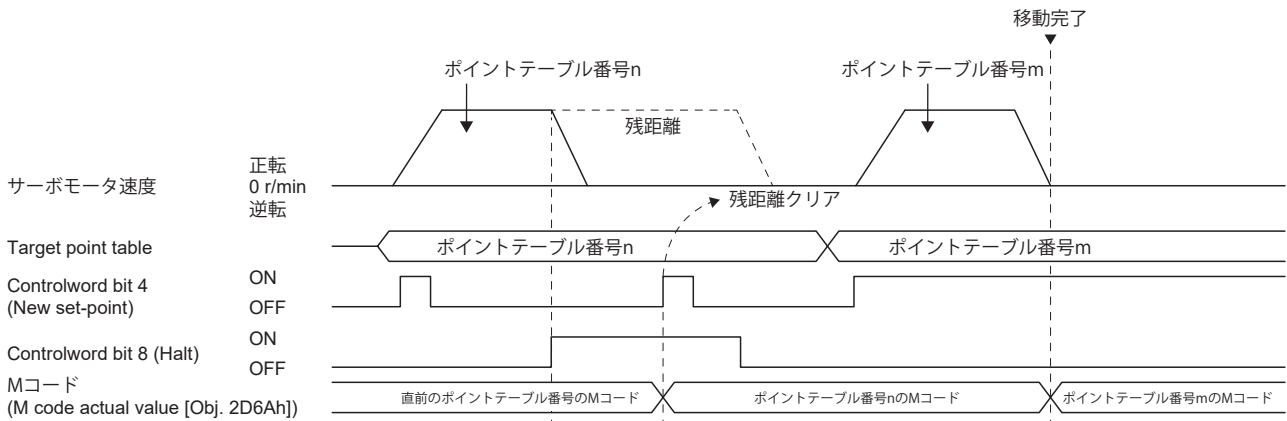 移動完了
ポイントテーブル番号n
ポイントテーブル番号m
残距離
サーボモータ速度
正転
0 r/min
逆転
残距離クリア
Target point table
ポイントテーブル番号n
ポイントテーブル番号m
Controlword bit 4
(New set-point)
ON
OFF
Controlword bit 8 (Halt)
ON
OFF
Mコード
(M code actual value [Obj. 2D6Ah])
直前のポイントテーブル番号のMコード
ポイントテーブル番号nのMコード
ポイントテーブル番号mのMコード